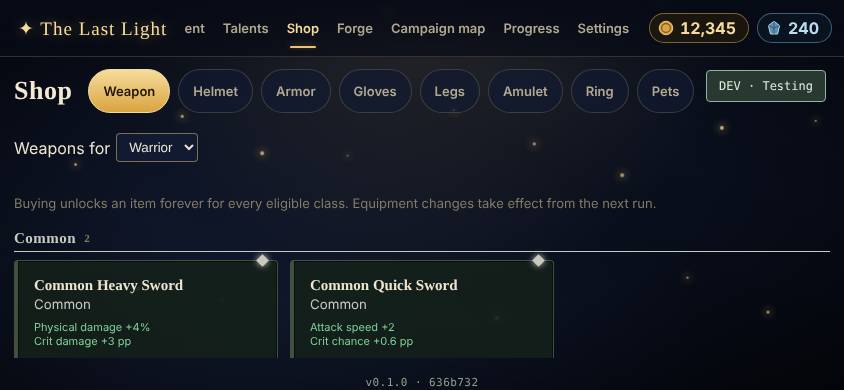 ✦ The Last Light ent Talents Shop Forge Campaign map Progress Settings 12,345 240
Shop Weapon Helmet Armor Gloves Legs Amulet Ring Pets DEV · Testing
Weapons for Warrior
Buying unlocks an item forever for every eligible class. Equipment changes take effect from the next run.
Common 2
Common Heavy Sword
Common
Physical damage +4%
Crit damage +3 pp
Common Quick Sword
Common
Attack speed +2
Crit chance +0.6 pp
v0.1.0 · 636b732